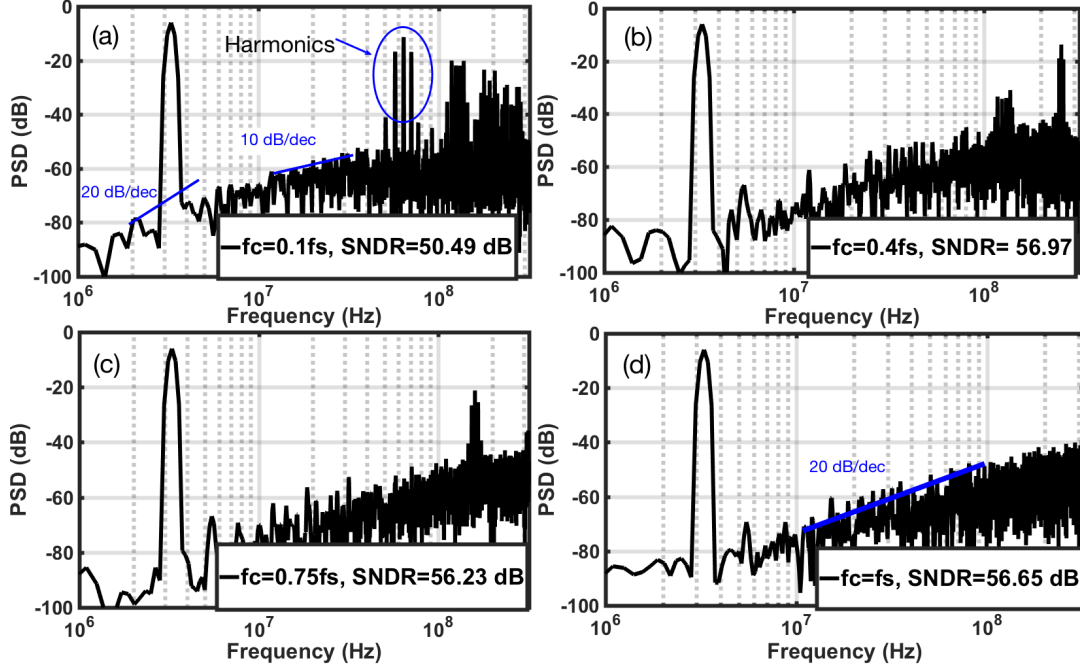 (a)
Harmonics
10 dB/dec
20 dB/dec
fc=0.1fs, SNDR=50.49 dB
PSD (dB)
0
-20
-40
-60
-80
-100
10^6
10^7
10^8
Frequency (Hz)
(b)
fc=0.4fs, SNDR= 56.97
PSD (dB)
0
-20
-40
-60
-80
-100
10^6
10^7
10^8
Frequency (Hz)
(c)
fc=0.75fs, SNDR=56.23 dB
PSD (dB)
0
-20
-40
-60
-80
-100
10^6
10^7
10^8
Frequency (Hz)
(d)
20 dB/dec
fc=fs, SNDR=56.65 dB
PSD (dB)
0
-20
-40
-60
-80
-100
10^6
10^7
10^8
Frequency (Hz)